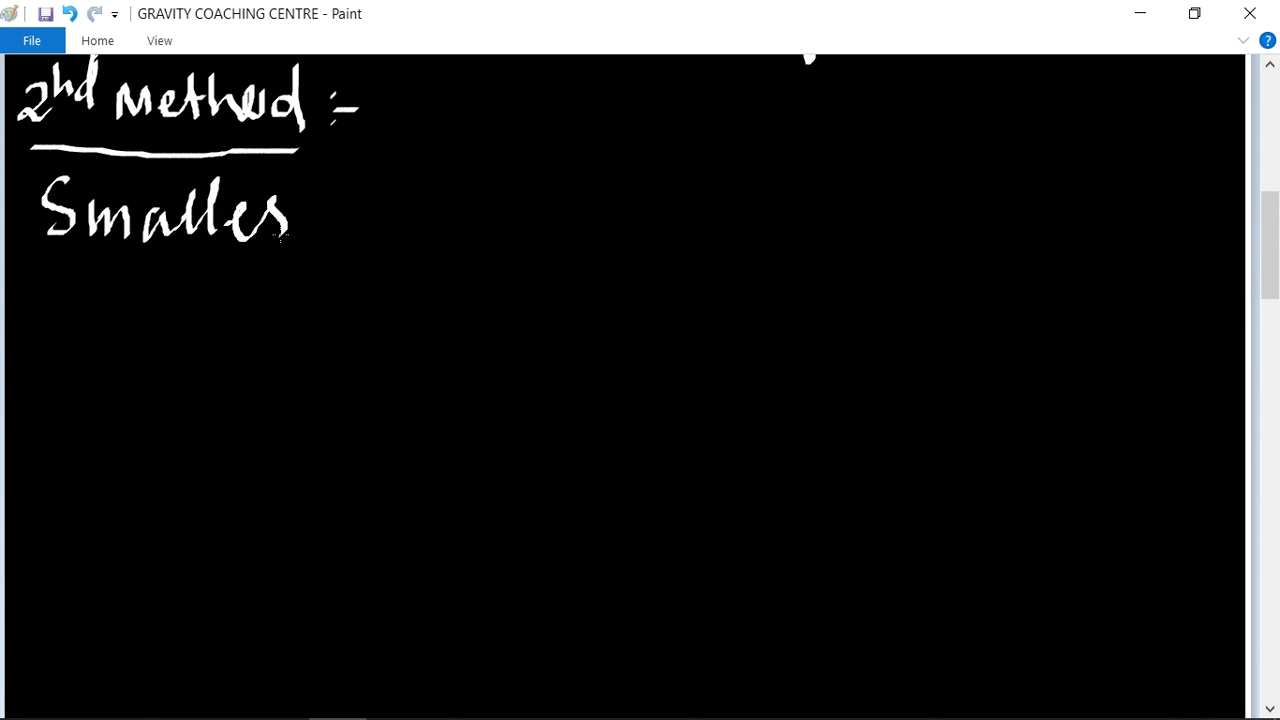 GRAVITY COACHING CENTRE - Paint
File Home View
2nd Method :-
Smalles